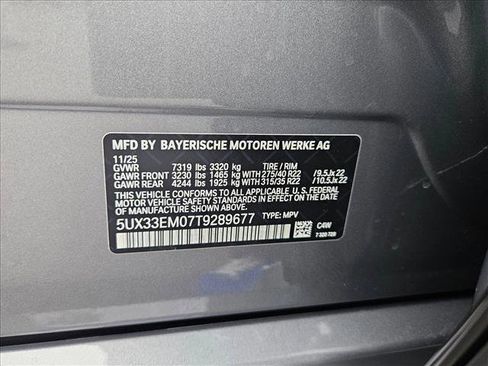 MFD BY BAYERISCHE MOTOREN WERKE AG
11/25
GVWR 7319 lbs 3320 kg TIRE / RIM
GAWR FRONT 3230 lbs 1465 kg WITH 275/40 R22 /9.5Jx22
GAWR REAR 4244 lbs 1925 kg WITH 315/35 R22 /10.5Jx22
THIS VEHICLE CONFORMS TO ALL APPLICABLE U. S. FEDERAL
MOTOR VEHICLE SAFETY STANDARDS IN EFFECT ON THE DATE OF
MANUFACTURE SHOWN ABOVE.
5UX33EM07T9289677 TYPE: MPV
C4W